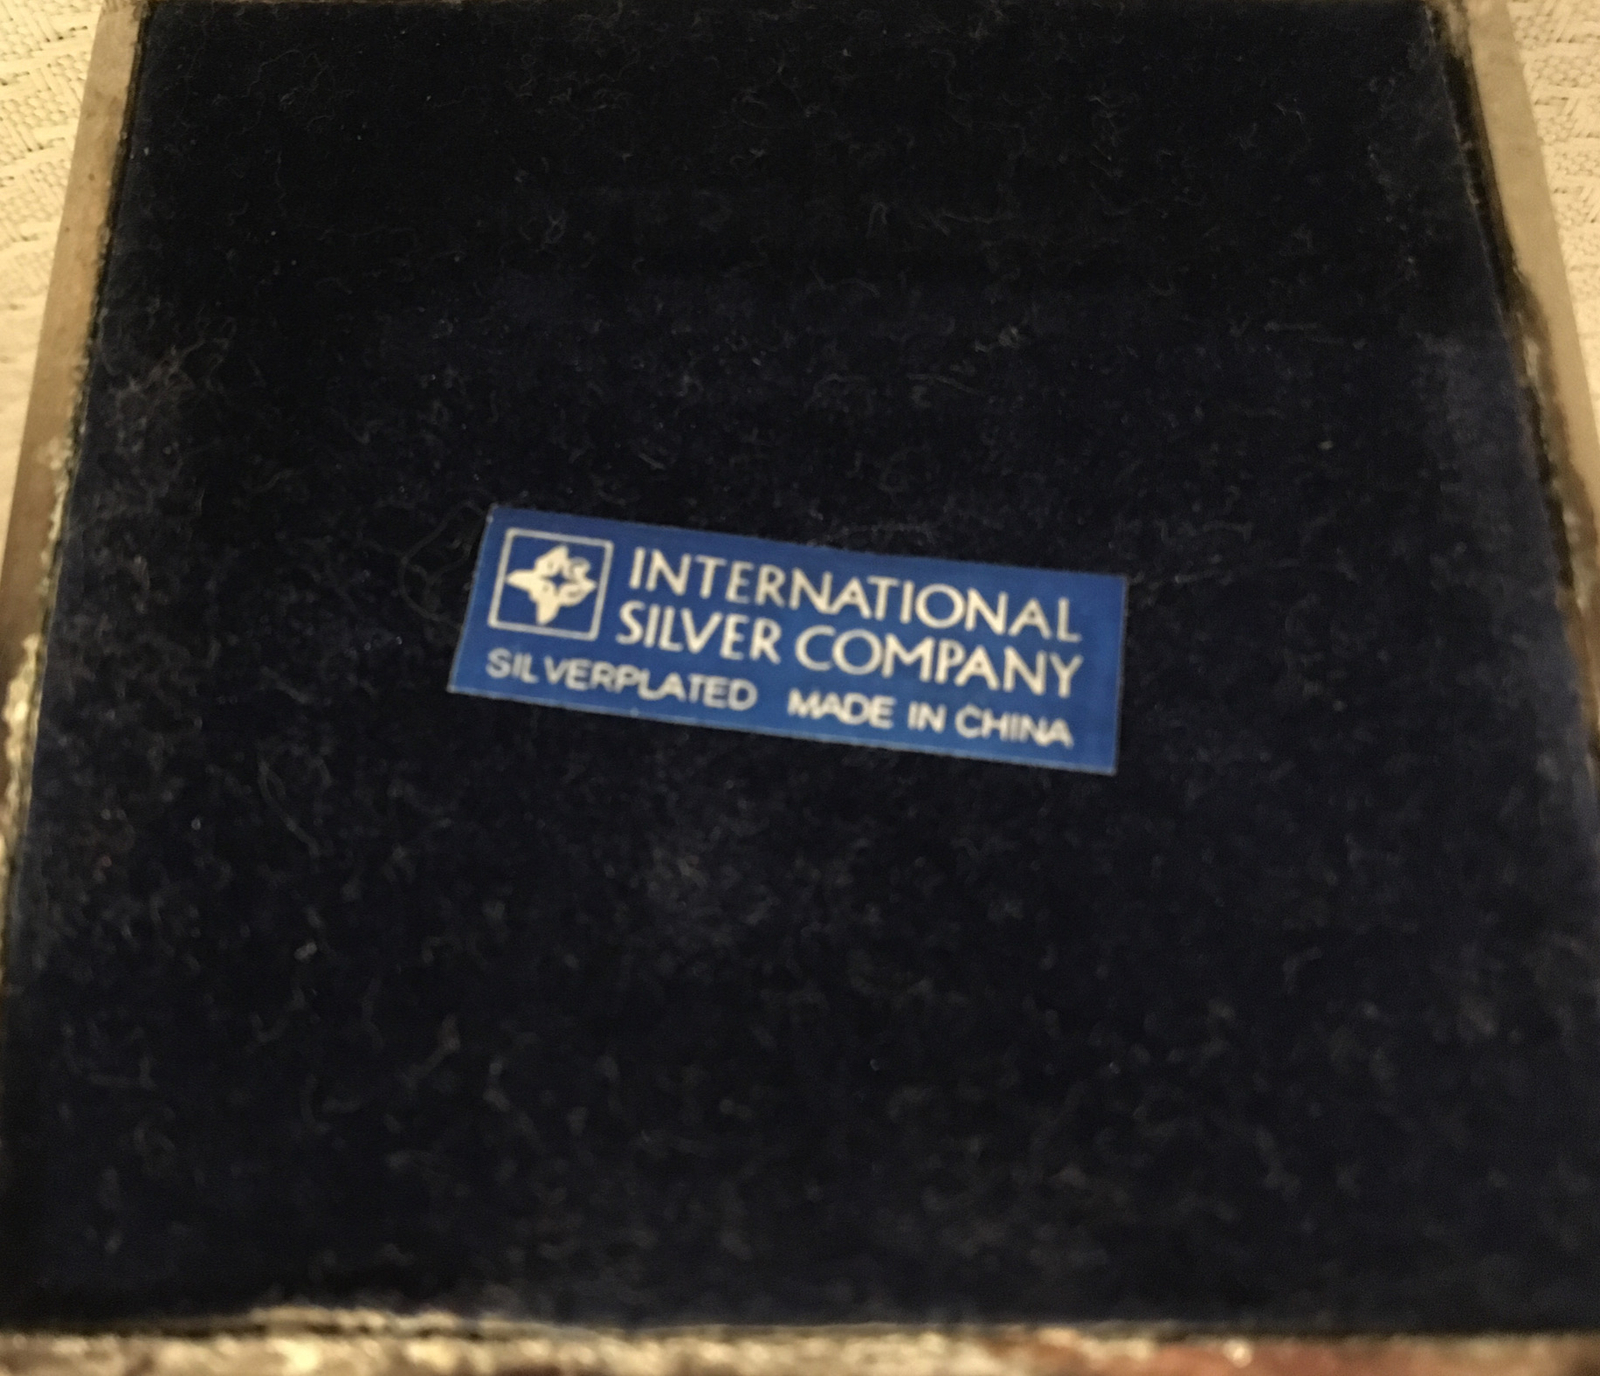 INTERNATIONAL
SILVER COMPANY
SILVERPLATED MADE IN CHINA